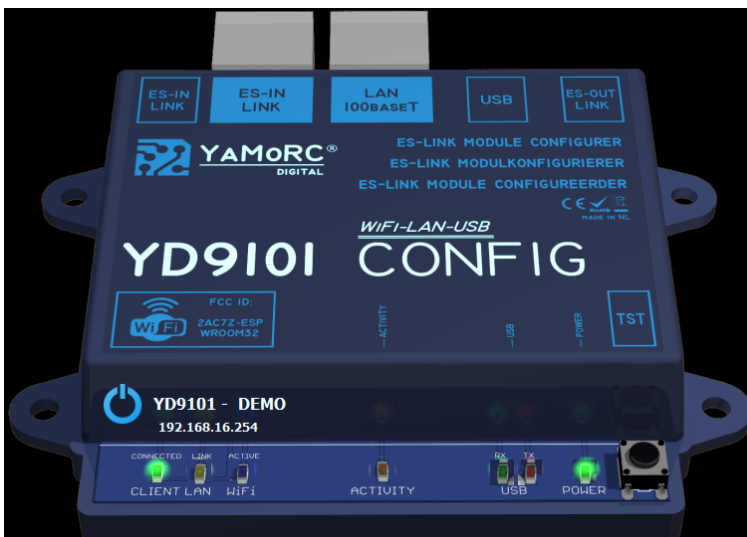 ES-IN
LINK
ES-IN
LINK
LAN
100BASET
USB
ES-OUT
LINK
YAMoRC®
DIGITAL
ES-LINK MODULE CONFIGURER
ES-LINK MODULKONFIGURIERER
ES-LINK MODULE CONFIGUREERDER
CE RoHS
MADE IN NL
WiFi-LAN-USB
YD9101 CONFIG
FCC ID:
WiFi
2AC7Z-ESP
WROOM32
ACTIVITY
USB
POWER
TST
YD9101 - DEMO
192.168.16.254
CONNECTED LINK ACTIVE RX TX
CLIENT LAN WiFi ACTIVITY USB POWER